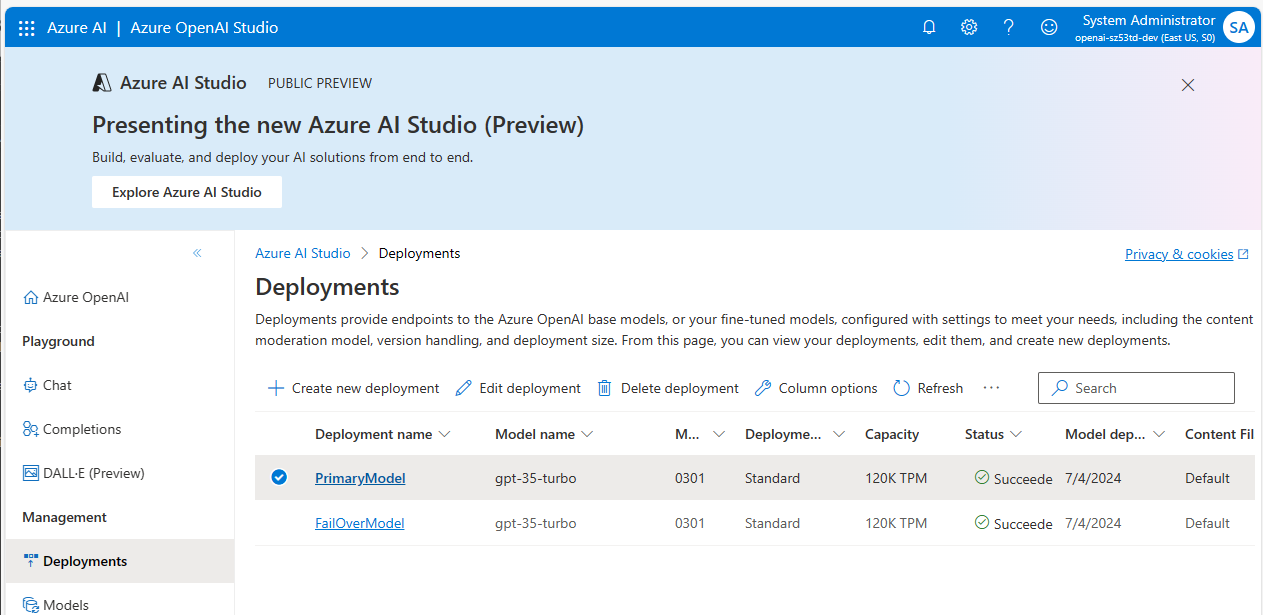 Azure AI | Azure OpenAI Studio
System Administrator
openai-sz53td-dev (East US, S0)
SA
Azure AI Studio PUBLIC PREVIEW
Presenting the new Azure AI Studio (Preview)
Build, evaluate, and deploy your AI solutions from end to end.
Explore Azure AI Studio
Azure OpenAI
Playground
Chat
Completions
DALL·E (Preview)
Management
Deployments
Models
Azure AI Studio > Deployments
Privacy & cookies
Deployments
Deployments provide endpoints to the Azure OpenAI base models, or your fine-tuned models, configured with settings to meet your needs, including the content
moderation model, version handling, and deployment size. From this page, you can view your deployments, edit them, and create new deployments.
Create new deployment Edit deployment Delete deployment Column options Refresh ... Search
Deployment name Model name M... Deployme... Capacity Status Model dep... Content Fil
PrimaryModel gpt-35-turbo 0301 Standard 120K TPM Succeede 7/4/2024 Default
FailOverModel gpt-35-turbo 0301 Standard 120K TPM Succeede 7/4/2024 Default